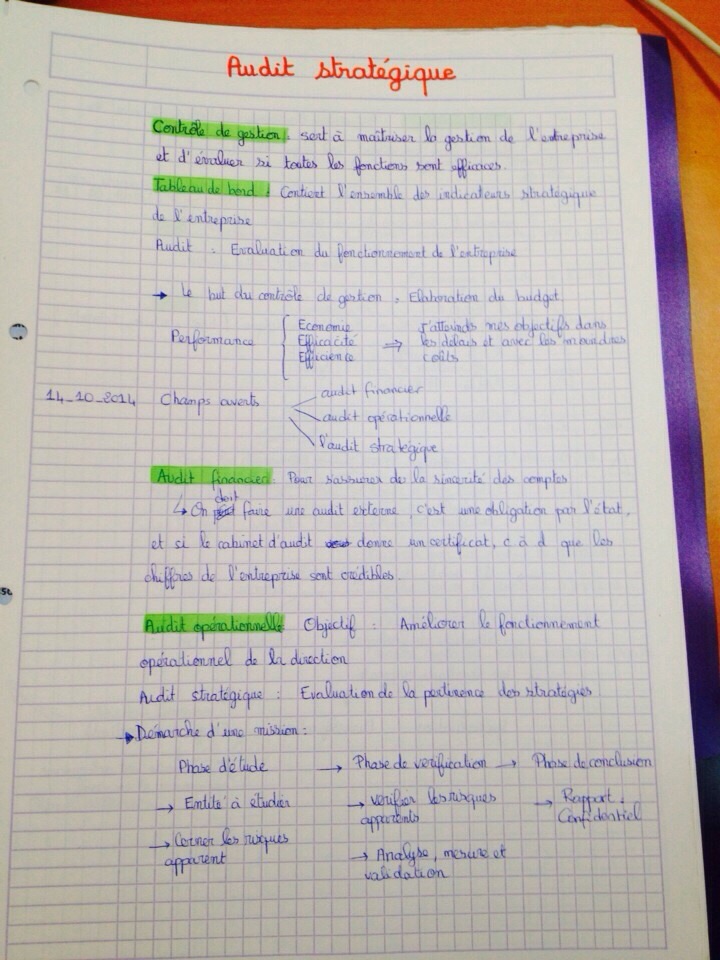 Audit stratégique
Contrôle de gestion : sert à maîtriser la gestion de l'entreprise
et d'évaluer si toutes les fonctions sont efficaces.
Tableau de bord : Contient l'ensemble des indicateurs stratégique
de l'entreprise
Audit : Evaluation du fonctionnement de l'entreprise
→ Le but du contrôle de gestion : Elaboration du budget
Performance { Economie
Efficacité
Efficience
⇒ j'atteinds mes objectifs dans
les délais et avec les moindres
coûts
14_10_2014 Champs ouverts
audit financier
audit opérationnelle
l'audit stratégique
Audit financier : Pour s'assurer de la sincerité des comptes
doit
↳ On faire une audit externe, c'est une obligation par l'état,
et si le cabinet d'audit donne un certificat, c à d que les
chiffres de l'entreprise sont crédibles.
Audit opérationnelle Objectif : Améliorer le fonctionnement
opérationnel de la direction
Audit stratégique : Evaluation de la pertinence des stratégies
→ Démarche d'une mission :
Phase d'étude → Phase de vérification → Phase de conclusion
→ Entité à étudier
→ Cerner les risques
apparent
→ vérifier les risques
apparents
→ Analyse, mesure et
validation
→ Rapport :
Confidentiel